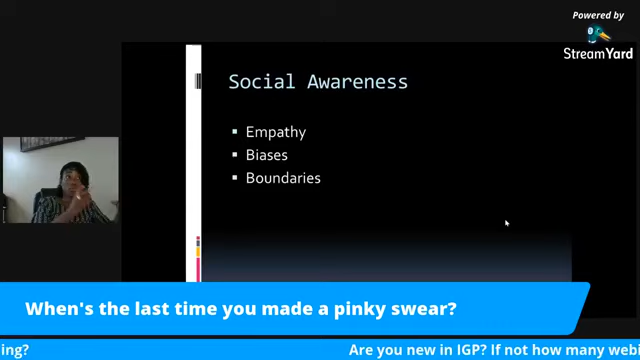 Powered by
StreamYard
Social Awareness
Empathy
Biases
Boundaries
When's the last time you made a pinky swear?
ing? Are you new in IGP? If not how many webi